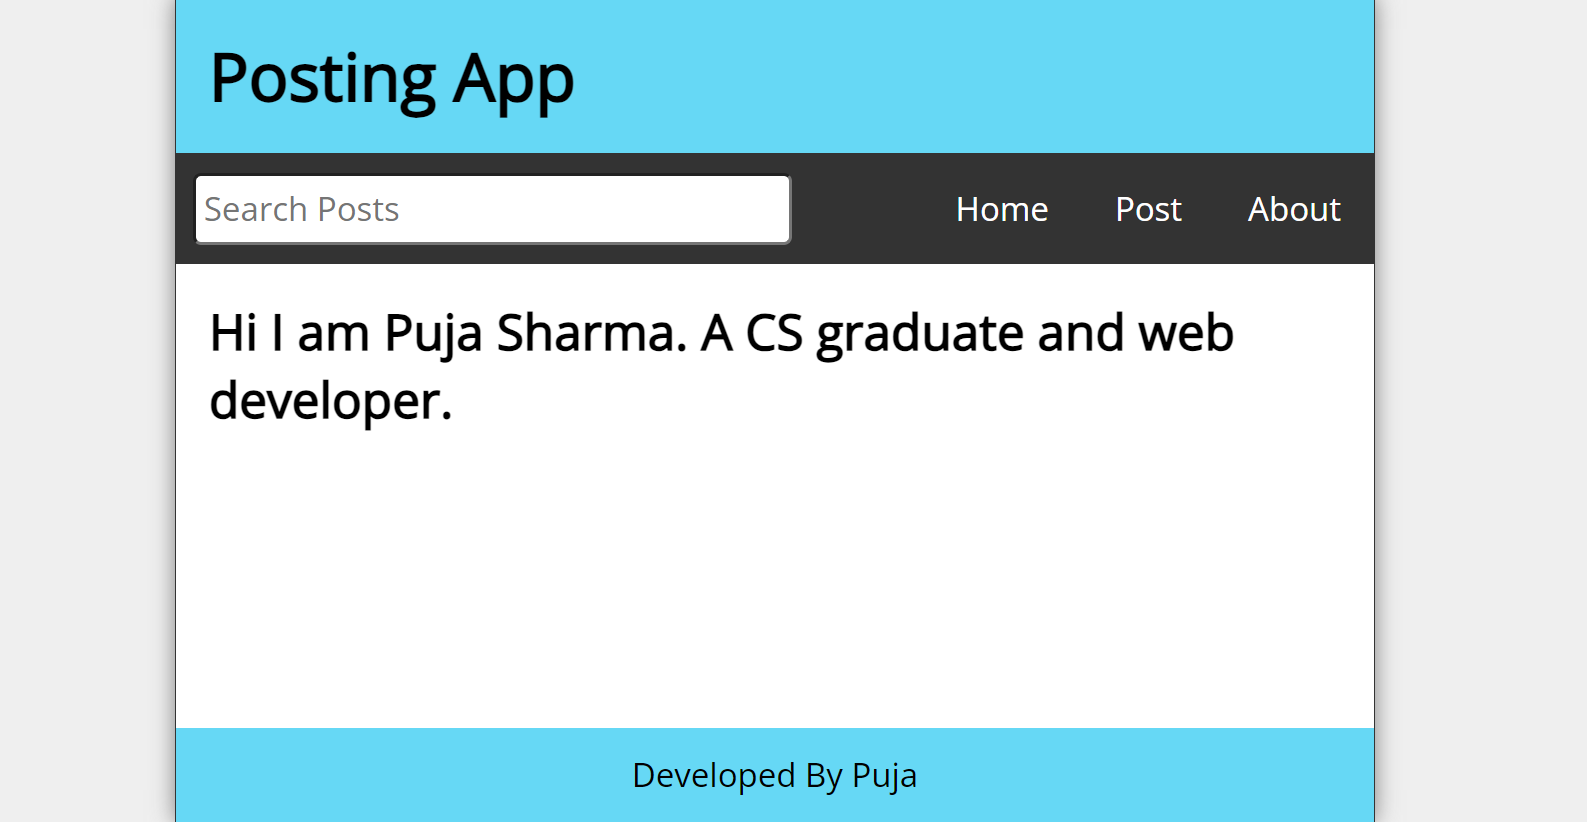 Posting App
Search Posts
Home Post About
Hi I am Puja Sharma. A CS graduate and web
developer.
Developed By Puja